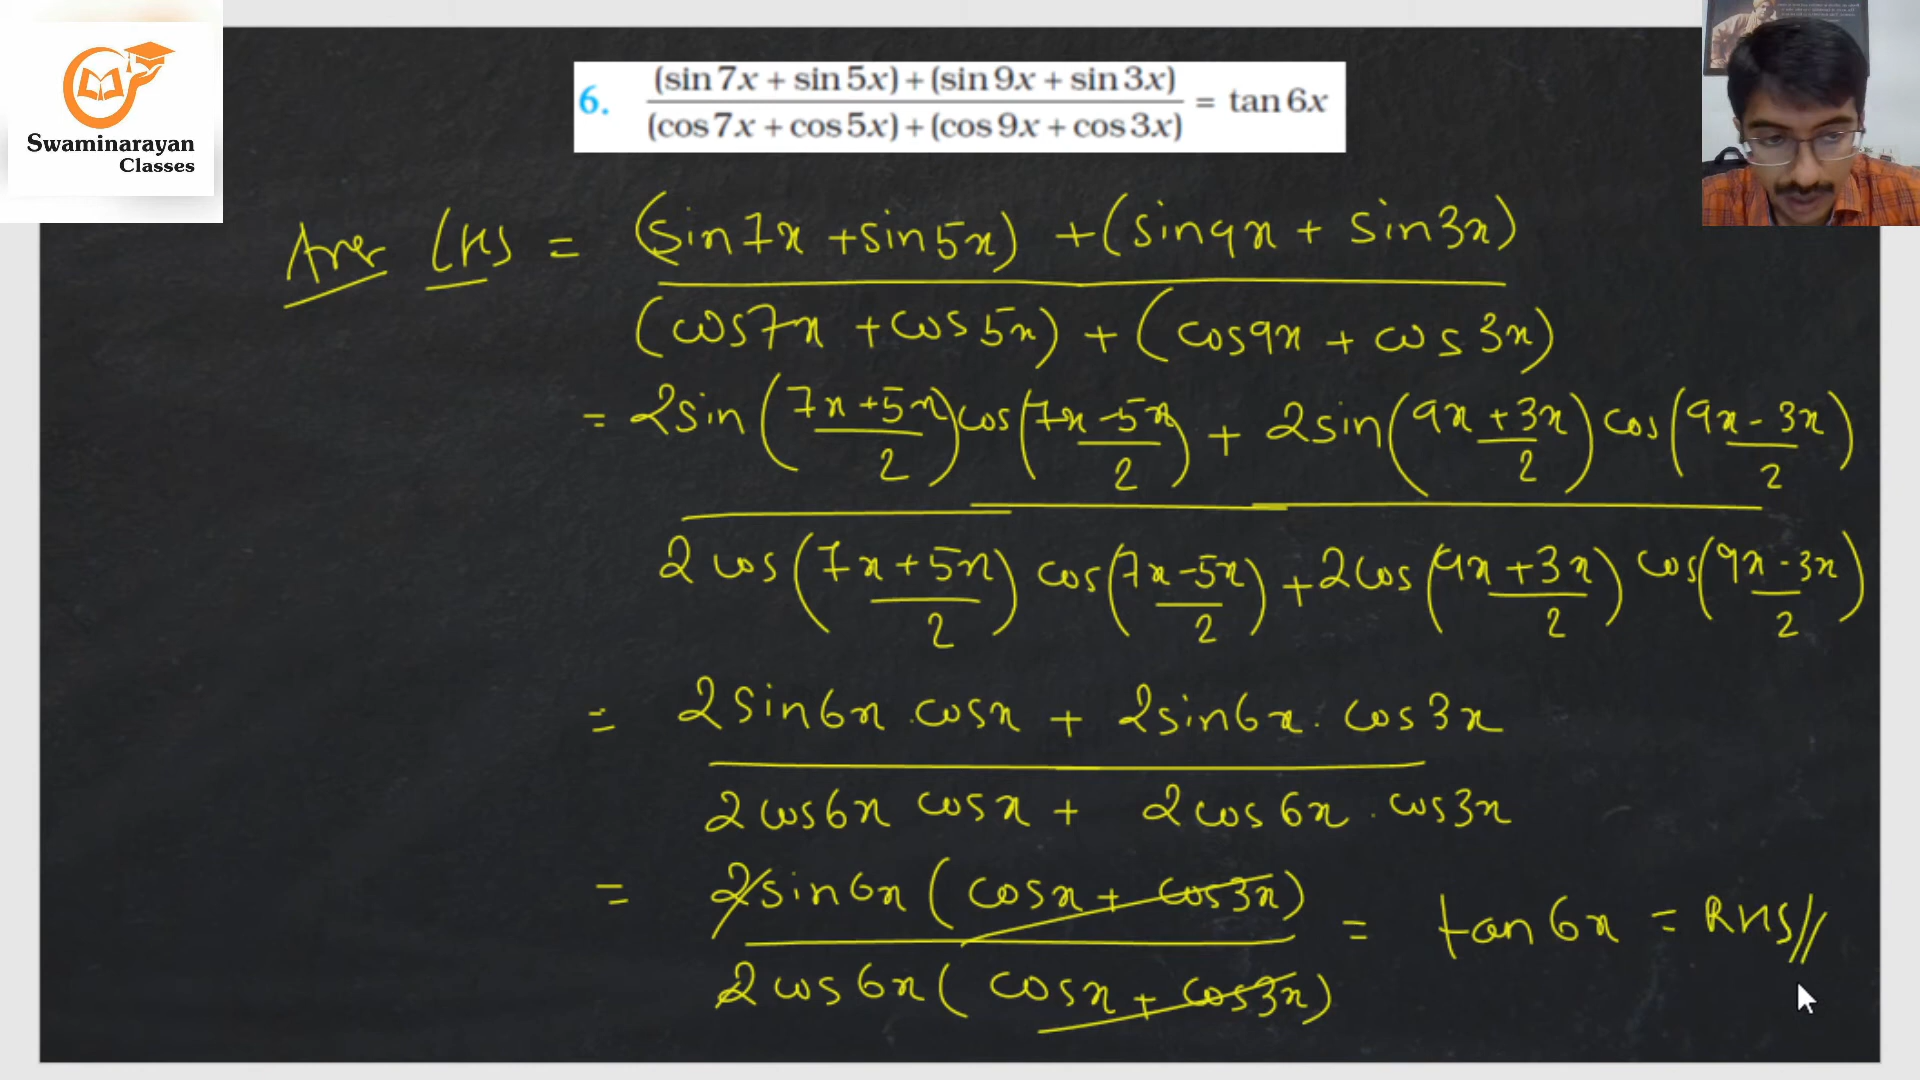 Swaminarayan
Classes
6. (sin 7x + sin 5x) + (sin 9x + sin 3x)
(cos 7x + cos 5x) + (cos 9x + cos 3x)
= tan 6x
Ans LHS = (sin7x + sin5x) + (sin9x + sin3x)
(cos7x + cos5x) + (cos9x + cos3x)
= 2sin(7x+5x/2)cos(7x-5x/2) + 2sin(9x+3x/2)cos(9x-3x/2)
2cos(7x+5x/2)cos(7x-5x/2) + 2cos(9x+3x/2)cos(9x-3x/2)
= 2sin6x . cosx + 2sin6x . cos3x
2cos6x cosx + 2cos6x . cos3x
= 2sin6x(cosx + cos3x)
2cos6x(cosx + cos3x)
= tan6x = RHS//